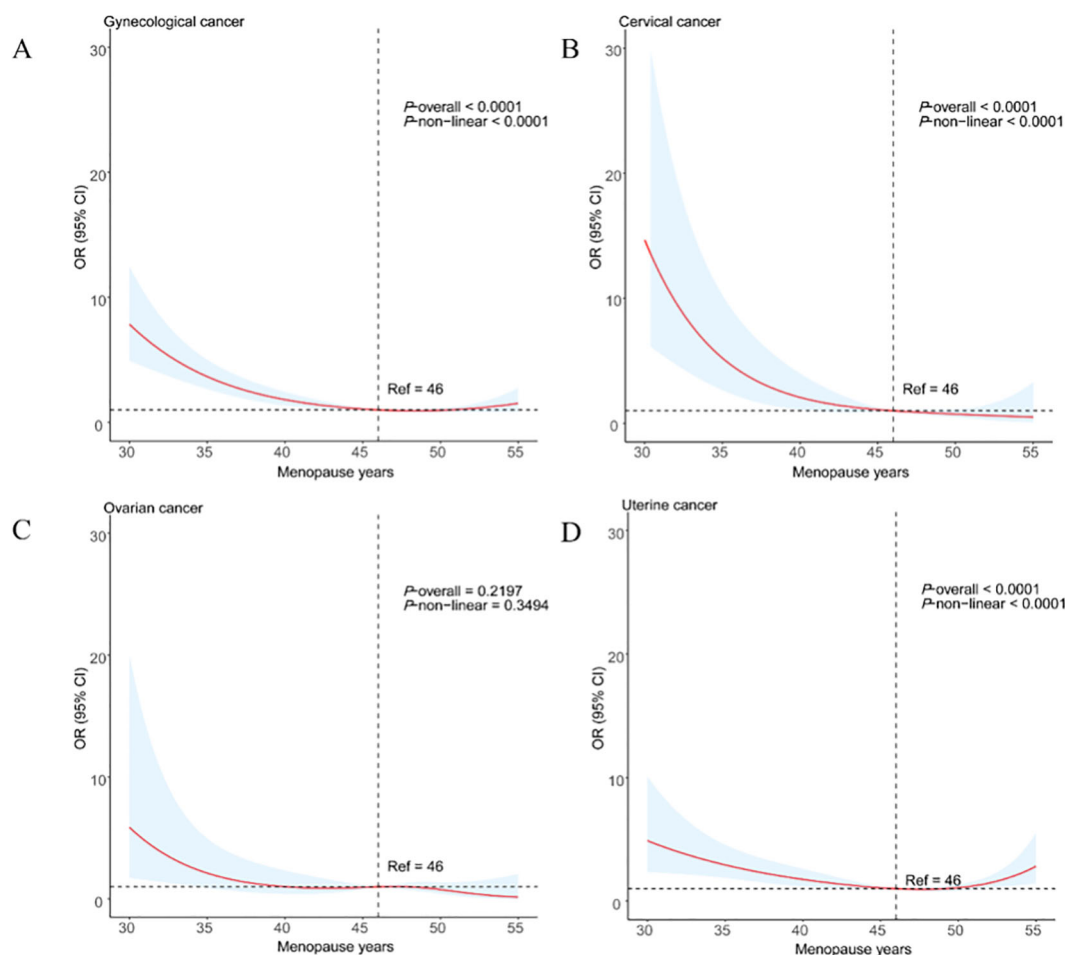 A
Gynecological cancer
30
20
10
0
OR (95% CI)
P-overall < 0.0001
P-non-linear < 0.0001
Ref = 46
30 35 40 45 50 55
Menopause years
B
Cervical cancer
30
20
10
0
OR (95% CI)
P-overall < 0.0001
P-non-linear < 0.0001
Ref = 46
30 35 40 45 50 55
Menopause years
C
Ovarian cancer
30
20
10
0
OR (95% CI)
P-overall = 0.2197
P-non-linear = 0.3494
Ref = 46
30 35 40 45 50 55
Menopause years
D
Uterine cancer
30
20
10
0
OR (95% CI)
P-overall < 0.0001
P-non-linear < 0.0001
Ref = 46
30 35 40 45 50 55
Menopause years